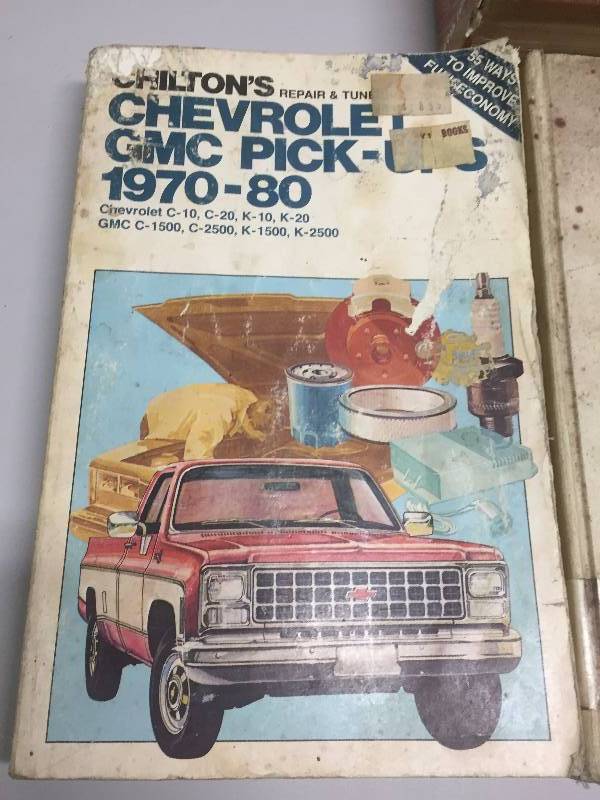 CHILTON'S REPAIR & TUNE
CHEVROLET
GMC PICK-UPS
1970-80
Chevrolet C-10, C-20, K-10, K-20
GMC C-1500, C-2500, K-1500, K-2500
55 WAYS
TO IMPROVE
FUEL ECONOMY
BOOKS